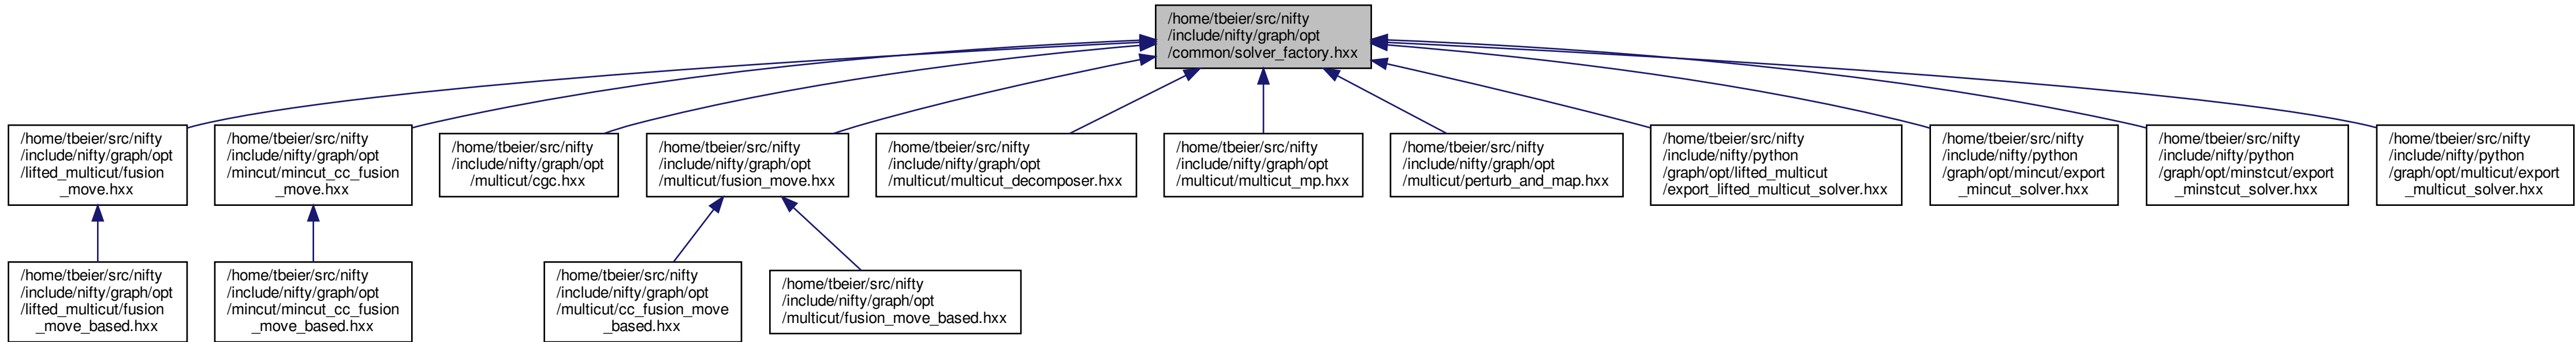 /home/tbeier/src/nifty
/include/nifty/graph/opt
/common/solver_factory.hxx
/home/tbeier/src/nifty
/include/nifty/graph/opt
/lifted_multicut/fusion
_move.hxx
/home/tbeier/src/nifty
/include/nifty/graph/opt
/mincut/mincut_cc_fusion
_move.hxx
/home/tbeier/src/nifty
/include/nifty/graph/opt
/multicut/cgc.hxx
/home/tbeier/src/nifty
/include/nifty/graph/opt
/multicut/fusion_move.hxx
/home/tbeier/src/nifty
/include/nifty/graph/opt
/multicut/multicut_decomposer.hxx
/home/tbeier/src/nifty
/include/nifty/graph/opt
/multicut/multicut_mp.hxx
/home/tbeier/src/nifty
/include/nifty/graph/opt
/multicut/perturb_and_map.hxx
/home/tbeier/src/nifty
/include/nifty/python
/graph/opt/lifted_multicut
/export_lifted_multicut_solver.hxx
/home/tbeier/src/nifty
/include/nifty/python
/graph/opt/mincut/export
_mincut_solver.hxx
/home/tbeier/src/nifty
/include/nifty/python
/graph/opt/minstcut/export
_minstcut_solver.hxx
/home/tbeier/src/nifty
/include/nifty/python
/graph/opt/multicut/export
_multicut_solver.hxx
/home/tbeier/src/nifty
/include/nifty/graph/opt
/lifted_multicut/fusion
_move_based.hxx
/home/tbeier/src/nifty
/include/nifty/graph/opt
/mincut/mincut_cc_fusion
_move_based.hxx
/home/tbeier/src/nifty
/include/nifty/graph/opt
/multicut/cc_fusion_move
_based.hxx
/home/tbeier/src/nifty
/include/nifty/graph/opt
/multicut/fusion_move_based.hxx